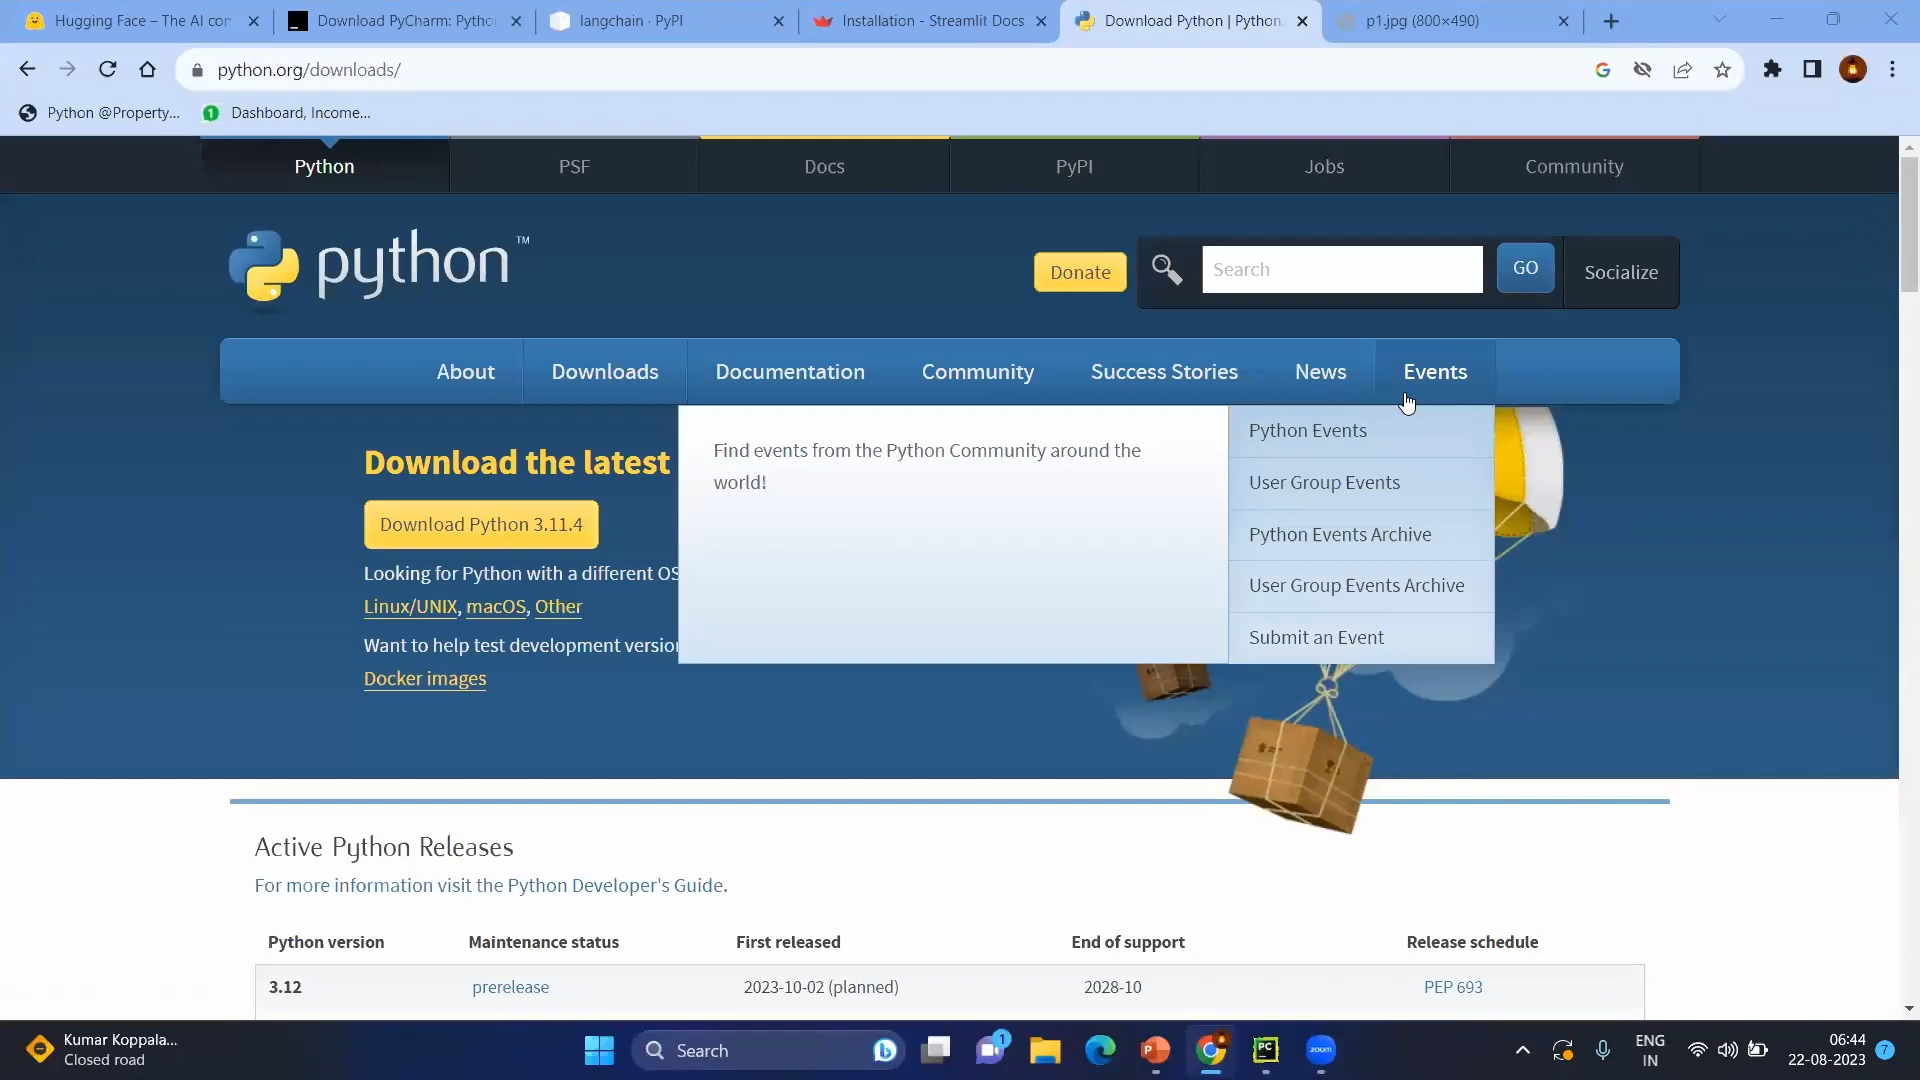 Hugging Face – The AI com
Download PyCharm: Pytho
langchain · PyPI
Installation - Streamlit Docs
Download Python | Python.
p1.jpg (800×490)
python.org/downloads/
Python @Property...
Dashboard, Income...
Python
PSF
Docs
PyPI
Jobs
Community
python™
Donate
Search
GO
Socialize
About
Downloads
Documentation
Community
Success Stories
News
Events
Find events from the Python Community around the
world!
Python Events
User Group Events
Python Events Archive
User Group Events Archive
Submit an Event
Download the latest
Download Python 3.11.4
Looking for Python with a different OS
Linux/UNIX, macOS, Other
Want to help test development versio
Docker images
Active Python Releases
For more information visit the Python Developer's Guide.
Python version Maintenance status First released End of support Release schedule
3.12 prerelease 2023-10-02 (planned) 2028-10 PEP 693
Kumar Koppala...
Closed road
Search
1
P
PC
zoom
ENG
IN
06:44
22-08-2023
7